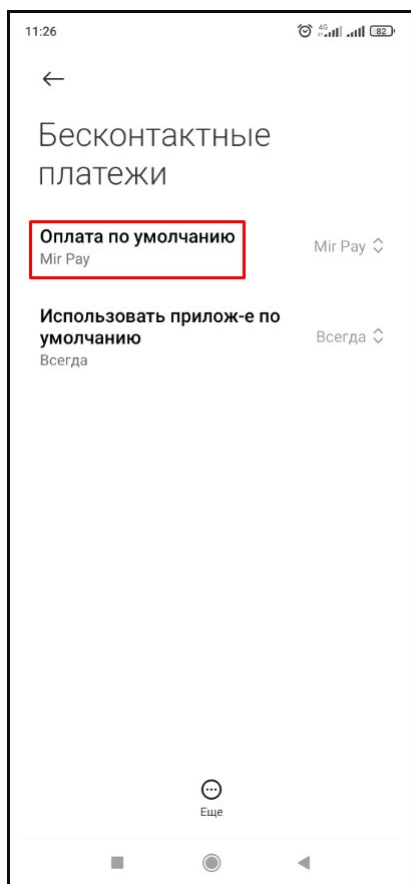 11:26
4G
82
Бесконтактные
платежи
Оплата по умолчанию
Mir Pay
Mir Pay
Использовать прилож-е по
умолчанию
Всегда
Всегда
Еще